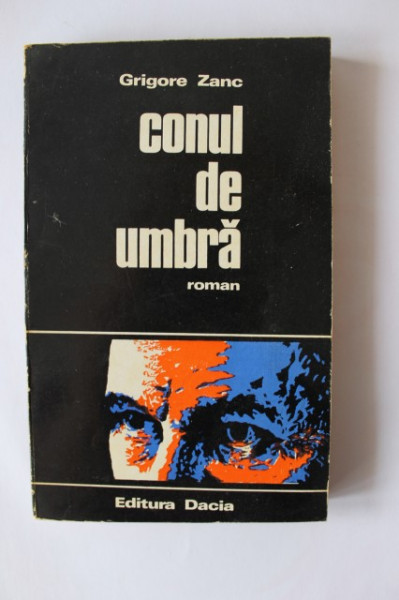 Grigore Zanc
conul
de
umbră
roman
Editura Dacia